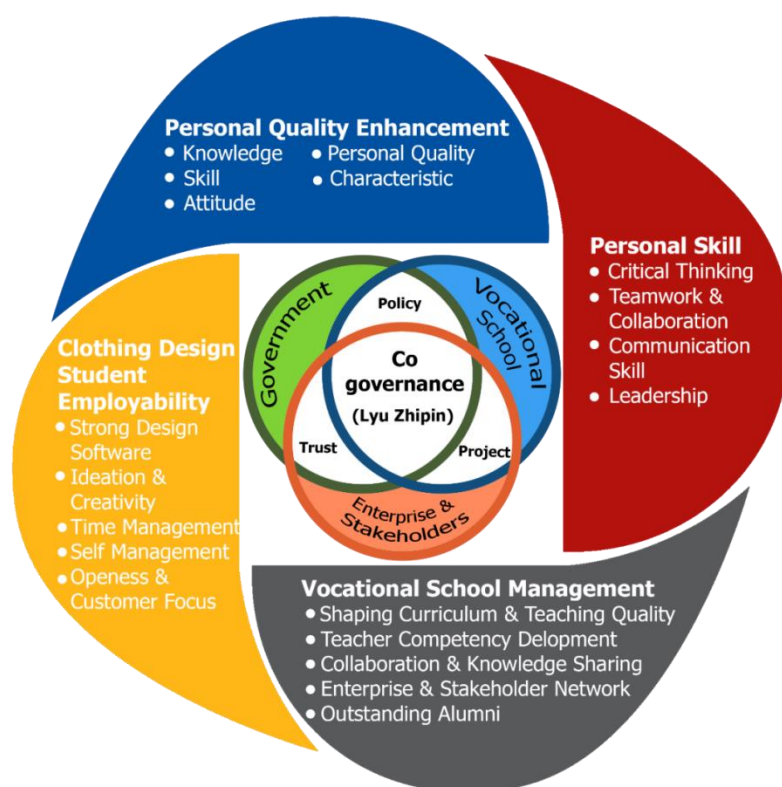 Personal Quality Enhancement
• Knowledge • Personal Quality
• Skill • Characteristic
• Attitude
Personal Skill
• Critical Thinking
• Teamwork &
Collaboration
• Communication
Skill
• Leadership
Government
Policy
Vocational
School
Co
governance
(Lyu Zhipin)
Trust
Project
Enterprise &
Stakeholders
Clothing Design
Student
Employability
• Strong Design
Software
• Ideation &
Creativity
• Time Management
• Self Management
• Openess &
Customer Focus
Vocational School Management
• Shaping Curriculum & Teaching Quality
• Teacher Competency Delopment
• Collaboration & Knowledge Sharing
• Enterprise & Stakeholder Network
• Outstanding Alumni